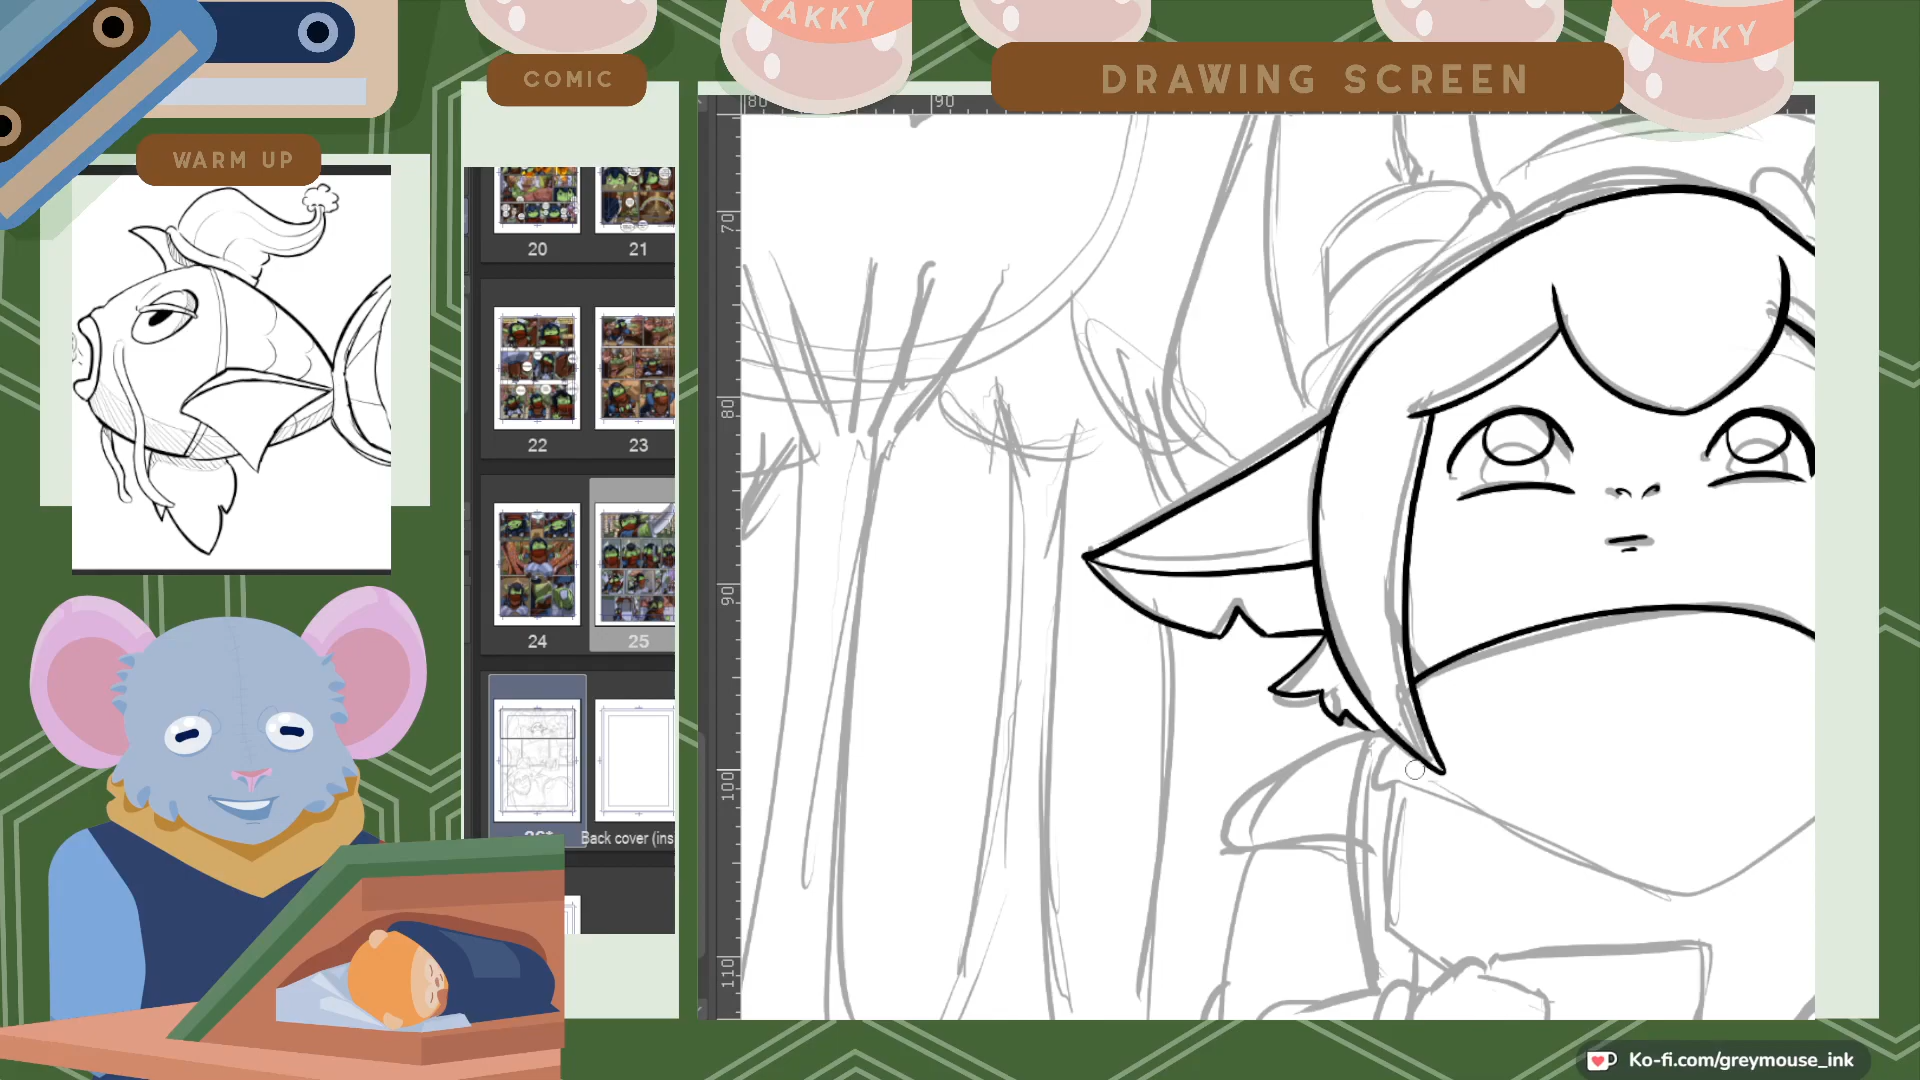 YAKKY
YAKKY
COMIC
DRAWING SCREEN
WARM UP
80
90
70
80
90
100
110
20
21
22
23
24
25
Back cover (ins
Ko-fi.com/greymouse_ink